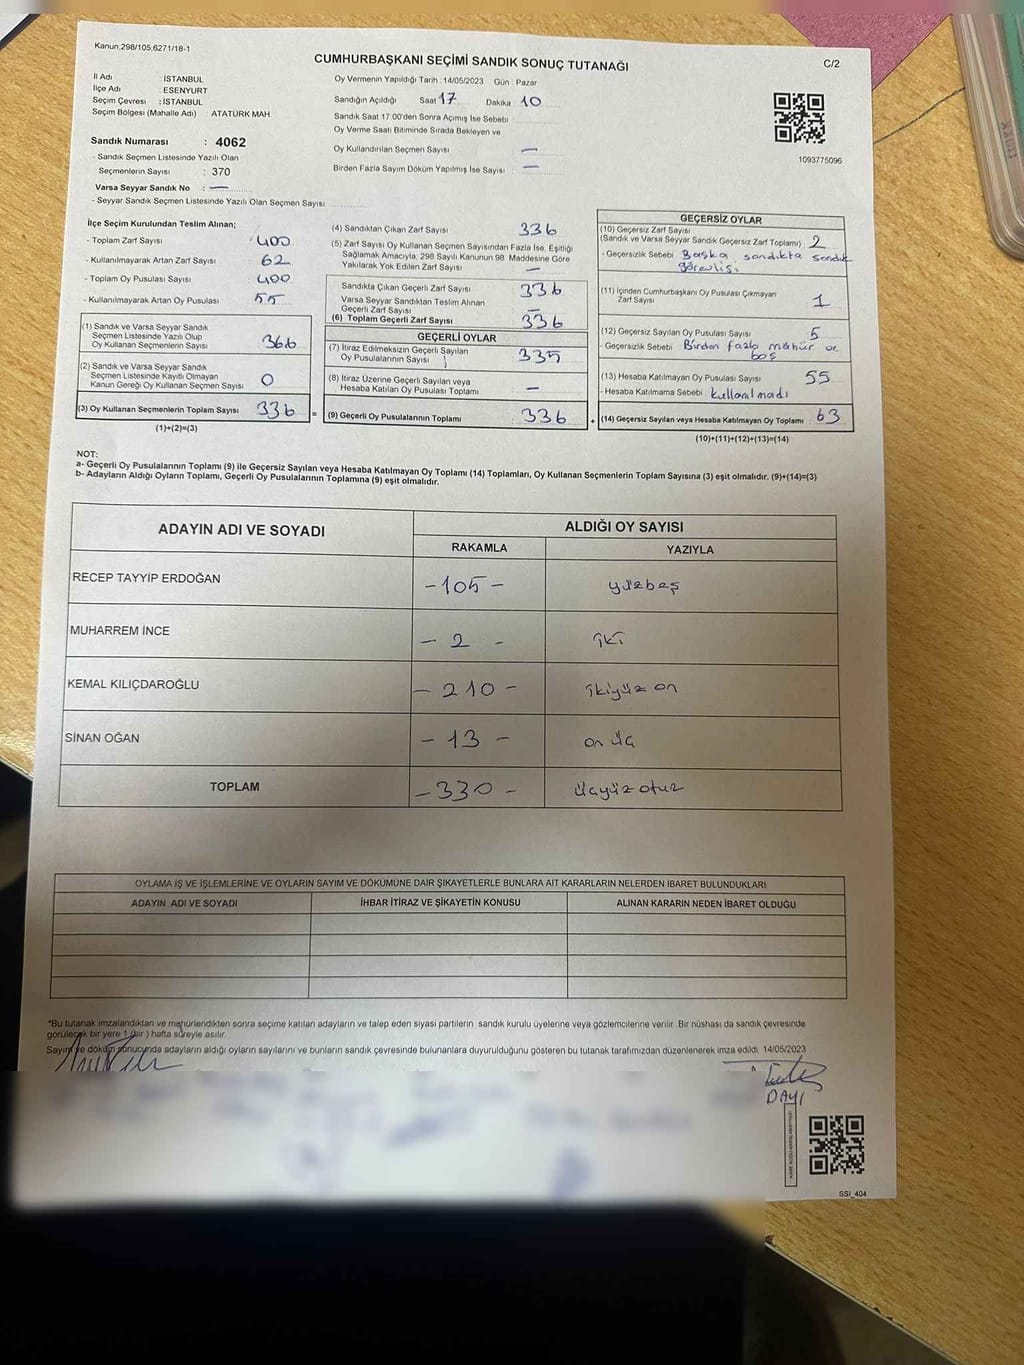 Kanun,298/105,6271/18-1
CUMHURBAŞKANI SEÇİMİ SANDIK SONUÇ TUTANAĞI
C/2
İl Adı : İSTANBUL
İlçe Adı : ESENYURT
Seçim Çevresi : İSTANBUL
Seçim Bölgesi (Mahalle Adı) ATATÜRK MAH
Sandık Numarası : 4062
- Sandık Seçmen Listesinde Yazılı Olan
Seçmenlerin Sayısı : 370
Varsa Seyyar Sandık No : —
- Seyyar Sandık Seçmen Listesinde Yazılı Olan Seçmen Sayısı
Oy Vermenin Yapıldığı Tarih : 14/05/2023 Gün : Pazar
Sandığın Açıldığı Saat 17 Dakika 10
Sandık Saat 17.00'den Sonra Açımış İse Sebebi
Oy Verme Saati Bitiminde Sırada Bekleyen ve
Oy Kullandırılan Seçmen Sayısı —
Birden Fazla Sayım Döküm Yapılmış İse Sayısı —
1093775096
İlçe Seçim Kurulundan Teslim Alınan;
- Toplam Zarf Sayısı 400
- Kullanılmayarak Artan Zarf Sayısı 62
- Toplam Oy Pusulası Sayısı 400
- Kullanılmayarak Artan Oy Pusulası 55
(1) Sandık ve Varsa Seyyar Sandık
Seçmen Listesinde Yazılı Olup
Oy Kullanan Seçmenlerin Sayısı 366
(2) Sandık ve Varsa Seyyar Sandık
Seçmen Listesinde Kayıtlı Olmayan
Kanun Gereği Oy Kullanan Seçmen Sayısı 0
(3) Oy Kullanan Seçmenlerin Toplam Sayısı 336
(1)+(2)=(3)
=
(4) Sandıktan Çıkan Zarf Sayısı 336
(5) Zarf Sayısı Oy Kullanan Seçmen Sayısından Fazla İse, Eşitliği
Sağlamak Amacıyla, 298 Sayılı Kanunun 98. Maddesine Göre
Yakılarak Yok Edilen Zarf Sayısı —
Sandıkta Çıkan Geçerli Zarf Sayısı 336
Varsa Seyyar Sandıktan Teslim Alınan
Geçerli Zarf Sayısı —
(6) Toplam Geçerli Zarf Sayısı 336
GEÇERLİ OYLAR
(7) İtiraz Edilmeksizin Geçerli Sayılan
Oy Pusulalarının Sayısı 335
(8) İtiraz Üzerine Geçerli Sayılan veya
Hesaba Katılan Oy Pusulası Toplamı —
(9) Geçerli Oy Pusulalarının Toplamı 336
+
GEÇERSİZ OYLAR
(10) Geçersiz Zarf Sayısı
(Sandık ve Varsa Seyyar Sandık Geçersiz Zarf Toplamı) 2
- Geçersizlik Sebebi Başka sandıkta sandık
görevlisi
(11) İçinden Cumhurbaşkanı Oy Pusulası Çıkmayan
Zarf Sayısı 1
(12) Geçersiz Sayılan Oy Pusulası Sayısı 5
- Geçersizlik Sebebi Birden fazla mühür ve
boş
(13) Hesaba Katılmayan Oy Pusulası Sayısı 55
- Hesaba Katılmama Sebebi kullanılmadı
(14) Geçersiz Sayılan veya Hesaba Katılmayan Oy Toplamı 63
(10)+(11)+(12)+(13)=(14)
NOT:
a- Geçerli Oy Pusulalarının Toplamı (9) ile Geçersiz Sayılan veya Hesaba Katılmayan Oy Toplamı (14) Toplamları, Oy Kullanan Seçmenlerin Toplam Sayısına (3) eşit olmalıdır. (9)+(14)=(3)
b- Adayların Aldığı Oyların Toplamı, Geçerli Oy Pusulalarının Toplamına (9) eşit olmalıdır.
ADAYIN ADI VE SOYADI
ALDIĞI OY SAYISI
RAKAMLA YAZIYLA
RECEP TAYYİP ERDOĞAN -105- yüzbeş
MUHARREM İNCE - 2 - iki
KEMAL KILIÇDAROĞLU - 210 - ikiyüz on
SİNAN OĞAN - 13 - on üç
TOPLAM - 330 - üçyüz otuz
OYLAMA İŞ VE İŞLEMLERİNE VE OYLARIN SAYIM VE DÖKÜMÜNE DAİR ŞİKAYETLERLE BUNLARA AİT KARARLARIN NELERDEN İBARET BULUNDUKLARI
ADAYIN ADI VE SOYADI İHBAR İTİRAZ VE ŞİKAYETİN KONUSU ALINAN KARARIN NEDEN İBARET OLDUĞU
*Bu tutanak imzalandıktan ve mühürlendikten sonra seçime katılan adayların ve talep eden siyasi partilerin sandık kurulu üyelerine veya gözlemcilerine verilir. Bir nüshası da sandık çevresinde
görülecek bir yere 1 (bir ) hafta süreyle asılır.
Sayım ve döküm sonucunda adayların aldığı oyların sayılarını ve bunların sandık çevresinde bulunanlara duyurulduğunu gösteren bu tutanak tarafımızdan düzenlenerek imza edildi. 14/05/2023
DAYI
SSI_404